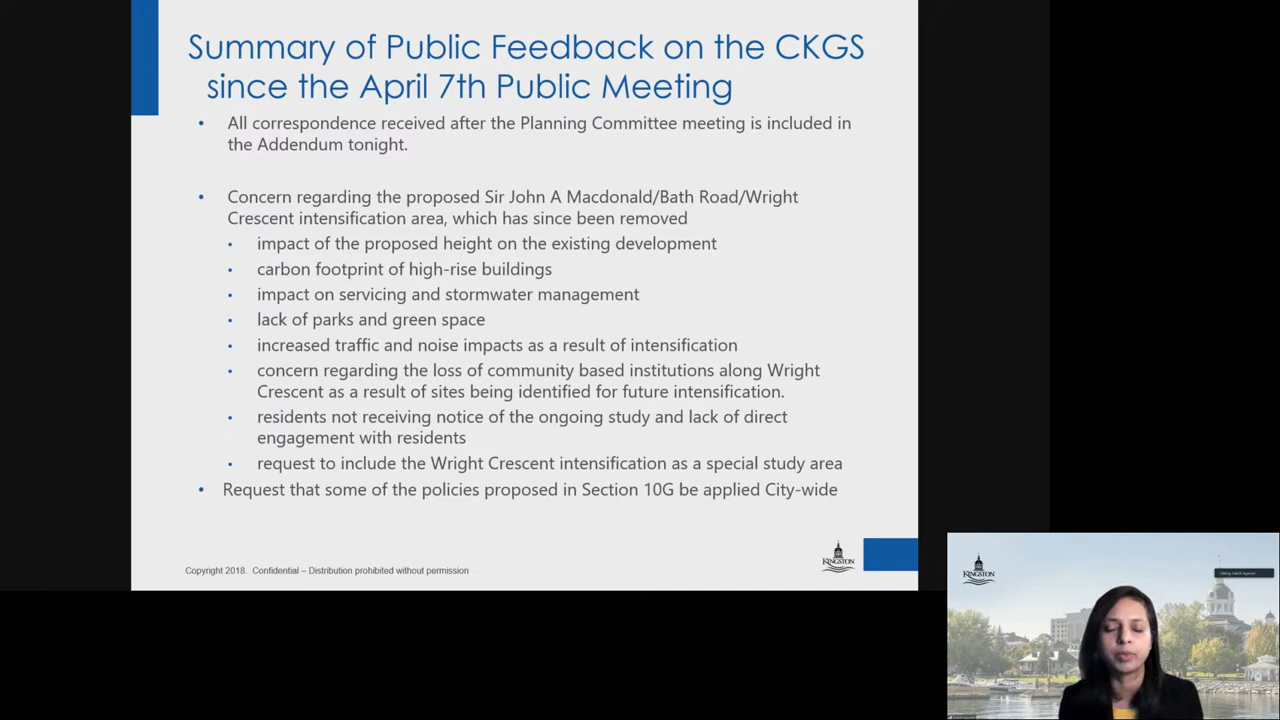 Summary of Public Feedback on the CKGS
since the April 7th Public Meeting
• All correspondence received after the Planning Committee meeting is included in
the Addendum tonight.
• Concern regarding the proposed Sir John A Macdonald/Bath Road/Wright
Crescent intensification area, which has since been removed
• impact of the proposed height on the existing development
• carbon footprint of high-rise buildings
• impact on servicing and stormwater management
• lack of parks and green space
• increased traffic and noise impacts as a result of intensification
• concern regarding the loss of community based institutions along Wright
Crescent as a result of sites being identified for future intensification.
• residents not receiving notice of the ongoing study and lack of direct
engagement with residents
• request to include the Wright Crescent intensification as a special study area
• Request that some of the policies proposed in Section 10G be applied City-wide
Copyright 2018. Confidential – Distribution prohibited without permission
KINGSTON
KINGSTON